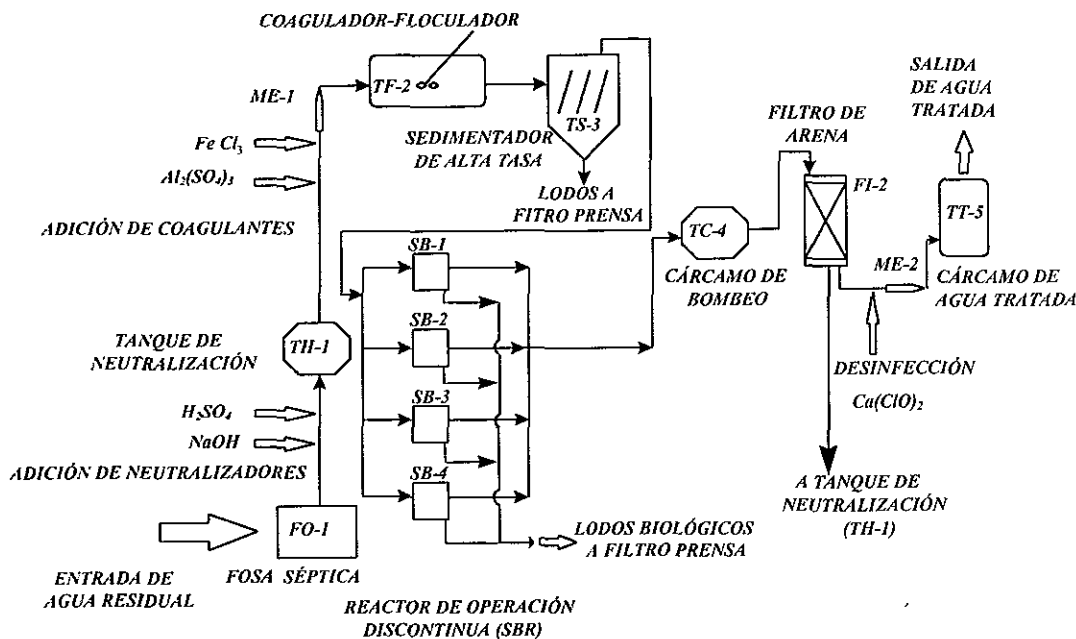 COAGULADOR-FLOCULADOR
TF-2
ME-1
Fe Cl3
Al2(SO4)3
ADICIÓN DE COAGULANTES
SEDIMENTADOR
DE ALTA TASA
TS-3
LODOS A
FITRO PRENSA
SALIDA
DE AGUA
TRATADA
FILTRO DE
ARENA
FI-2
TT-5
TC-4
CÁRCAMO DE
BOMBEO
ME-2
CÁRCAMO DE
AGUA TRATADA
DESINFECCIÓN
Ca(ClO)2
SB-1
SB-2
SB-3
SB-4
TANQUE DE
NEUTRALIZACIÓN
TH-1
H2SO4
NaOH
ADICIÓN DE NEUTRALIZADORES
FO-1
ENTRADA DE
AGUA RESIDUAL
FOSA SÉPTICA
LODOS BIOLÓGICOS
A FILTRO PRENSA
A TANQUE DE
NEUTRALIZACIÓN
(TH-1)
REACTOR DE OPERACIÓN
DISCONTINUA (SBR)